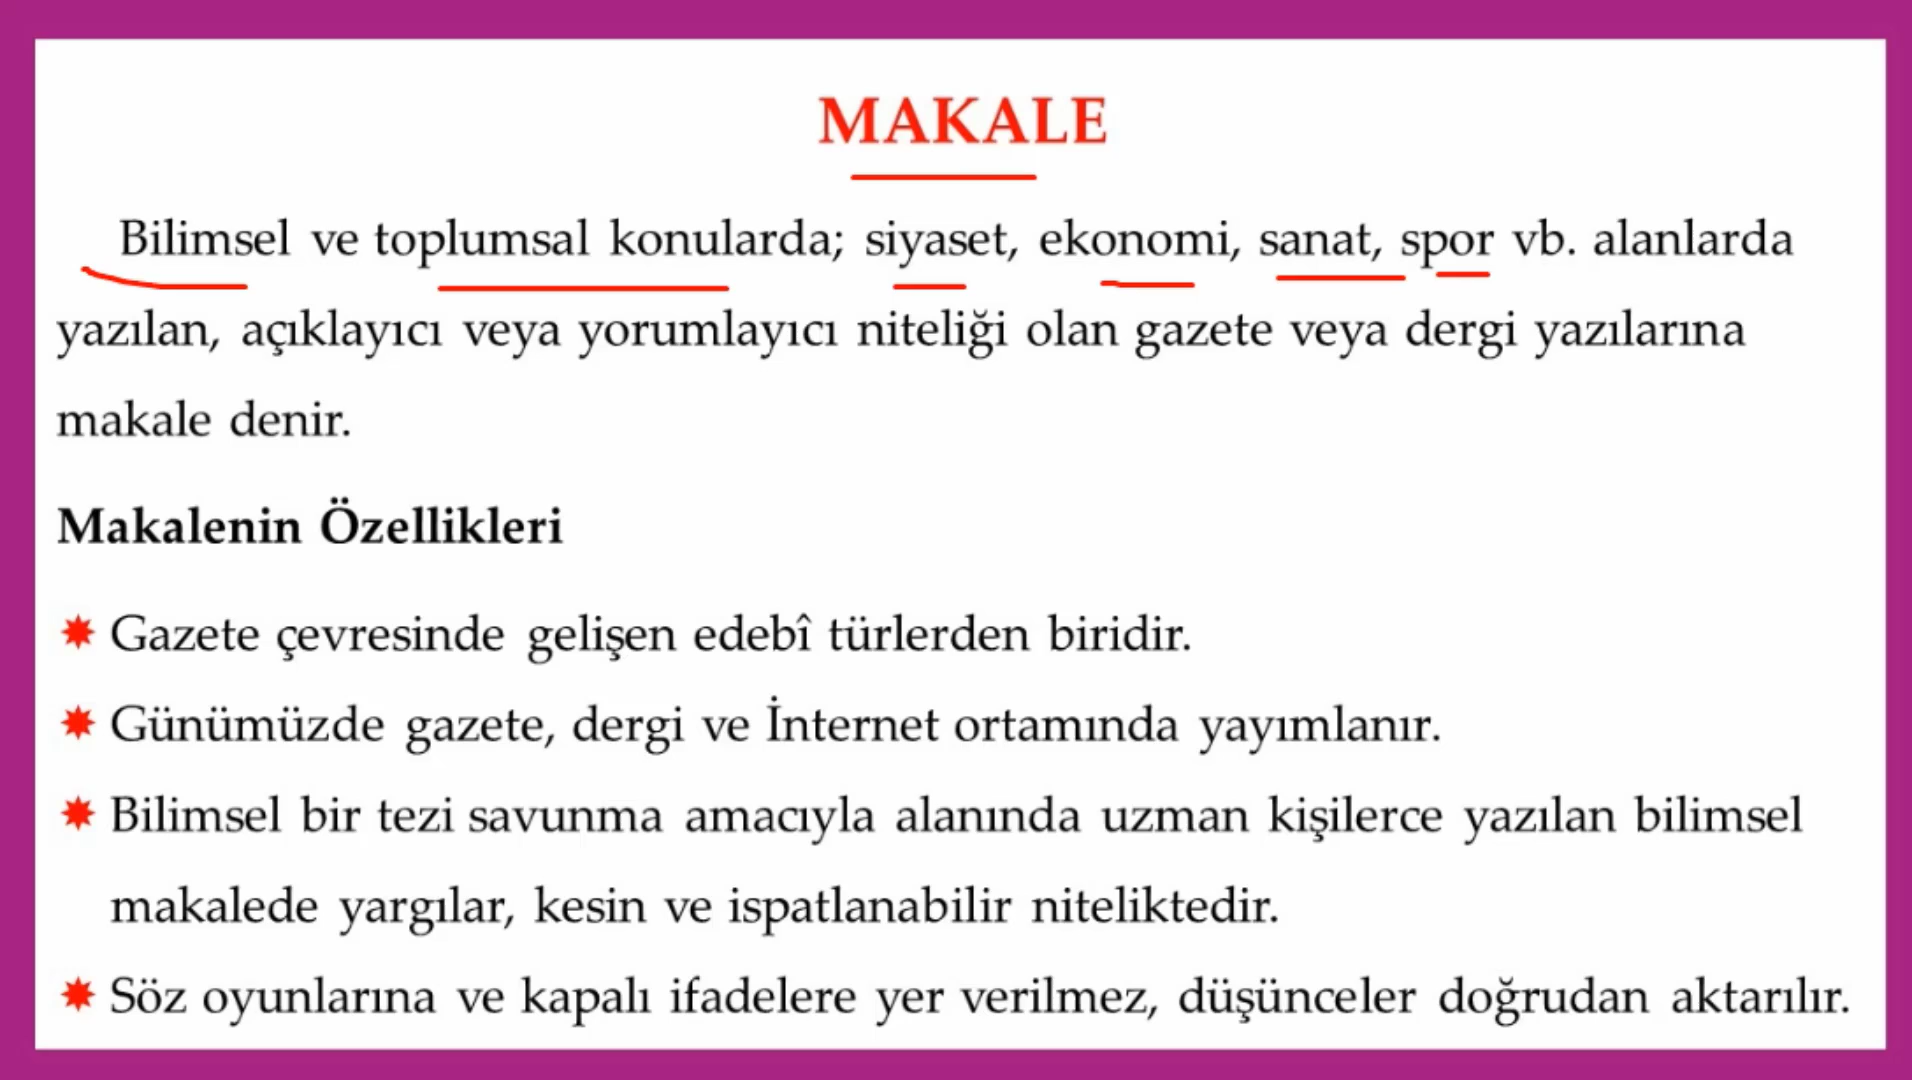 MAKALE
Bilimsel ve toplumsal konularda; siyaset, ekonomi, sanat, spor vb. alanlarda
yazılan, açıklayıcı veya yorumlayıcı niteliği olan gazete veya dergi yazılarına
makale denir.
Makalenin Özellikleri
✸ Gazete çevresinde gelişen edebî türlerden biridir.
✸ Günümüzde gazete, dergi ve İnternet ortamında yayımlanır.
✸ Bilimsel bir tezi savunma amacıyla alanında uzman kişilerce yazılan bilimsel
makalede yargılar, kesin ve ispatlanabilir niteliktedir.
✸ Söz oyunlarına ve kapalı ifadelere yer verilmez, düşünceler doğrudan aktarılır.